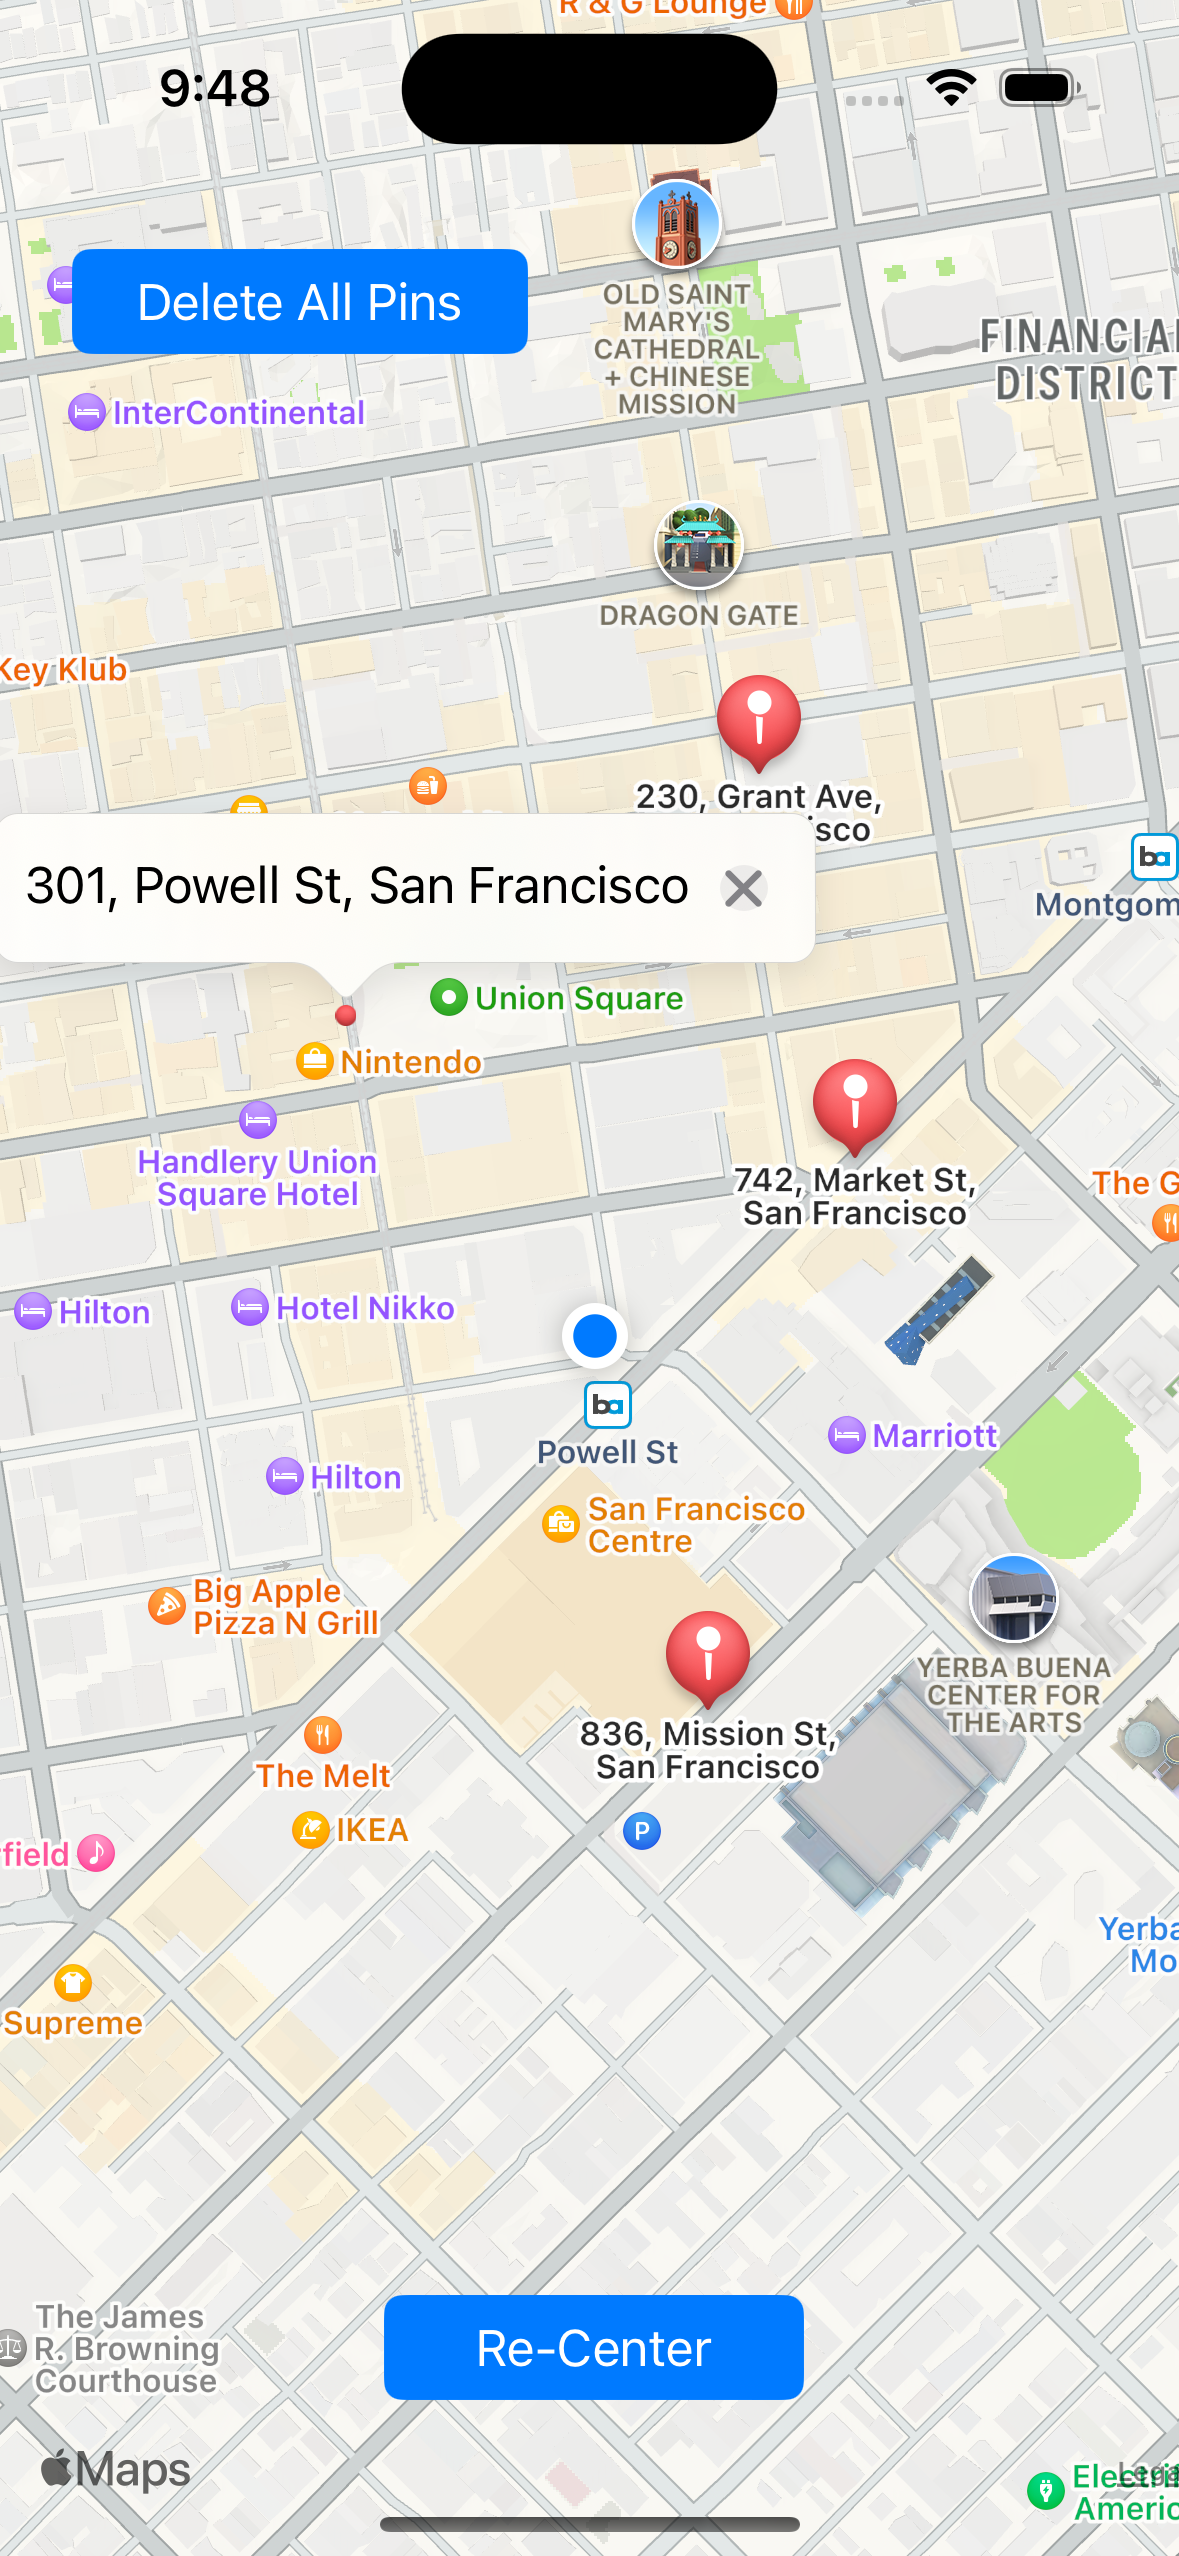 R & G Lounge
9:48
Delete All Pins
OLD SAINT
MARY'S
CATHEDRAL
+ CHINESE
MISSION
FINANCIAL
DISTRICT
InterContinental
DRAGON GATE
Key Klub
230, Grant Ave,
isco
301, Powell St, San Francisco
ba
Montgom
Union Square
Nintendo
Handlery Union
Square Hotel
742, Market St,
San Francisco
The G
Hilton
Hotel Nikko
ba
Powell St
Marriott
Hilton
San Francisco
Centre
Big Apple
Pizza N Grill
YERBA BUENA
CENTER FOR
THE ARTS
836, Mission St,
San Francisco
The Melt
IKEA
P
field
Yerba
Mo
Supreme
The James
R. Browning
Courthouse
Re-Center
Maps
Electri
Americ